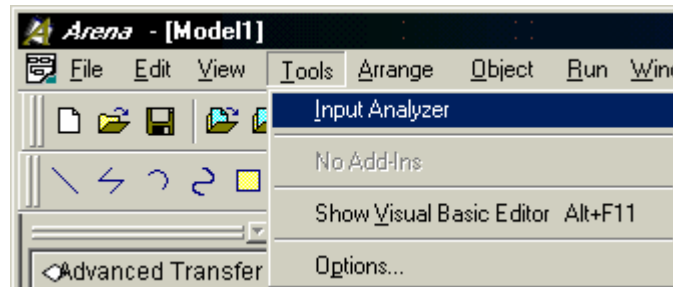 Arena - [Model1]
File Edit View Tools Arrange Object Run
Input Analyzer
No Add-Ins
Show Visual Basic Editor Alt+F11
Options...
Advanced Transfer